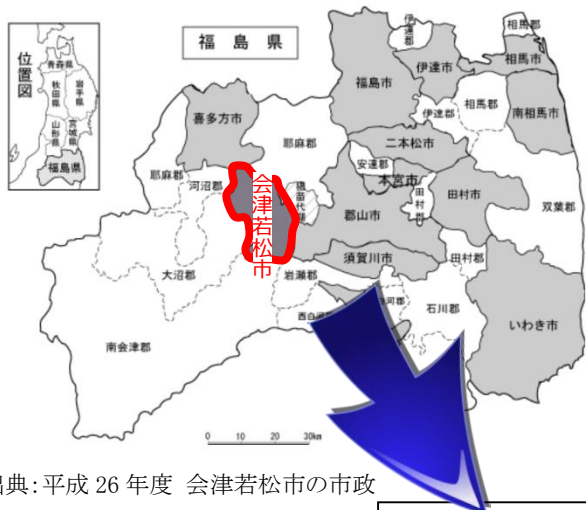 位置図
青森県
秋田県
岩手県
山形県
宮城県
福島県
福島県
伊達郡
相馬郡
福島市
伊達市
相馬市
喜多方市
伊達郡
相馬郡
南相馬市
耶麻郡
二本松市
安達郡
本宮市
耶麻郡
河沼郡
会津若松市
猪苗代湖
郡山市
田村郡
田村市
双葉郡
大沼郡
須賀川市
田村郡
岩瀬郡
西白河
河郡
石川郡
いわき市
南会津郡
0 10 20 30km
出典:平成 26 年度 会津若松市の市政